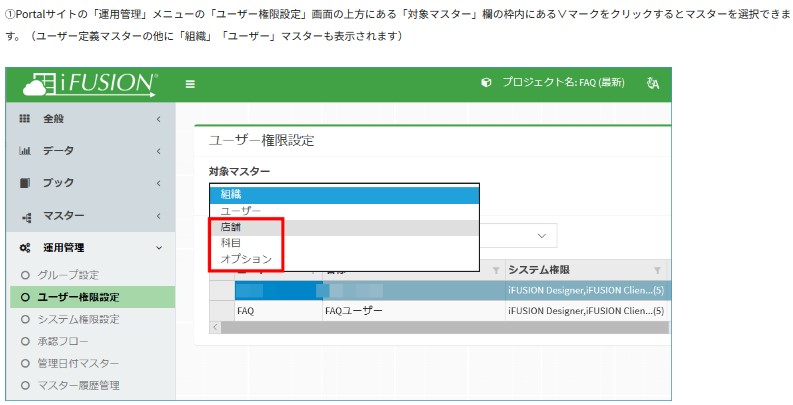 ①Portalサイトの「運用管理」メニューの「ユーザー権限設定」画面の上方にある「対象マスター」欄の枠内にある∨マークをクリックするとマスターを選択できま
す。（ユーザー定義マスターの他に「組織」「ユーザー」マスターも表示されます）
iFUSION®
プロジェクト名: FAQ (最新)
全般
データ
ブック
マスター
運用管理
グループ設定
ユーザー権限設定
システム権限設定
承認フロー
管理日付マスター
マスター履歴管理
ユーザー権限設定
対象マスター
組織
ユーザー
店舗
科目
オプション
システム権限
iFUSION Designer,iFUSION Clien...(5)
FAQ FAQユーザー iFUSION Designer,iFUSION Clien...(5)